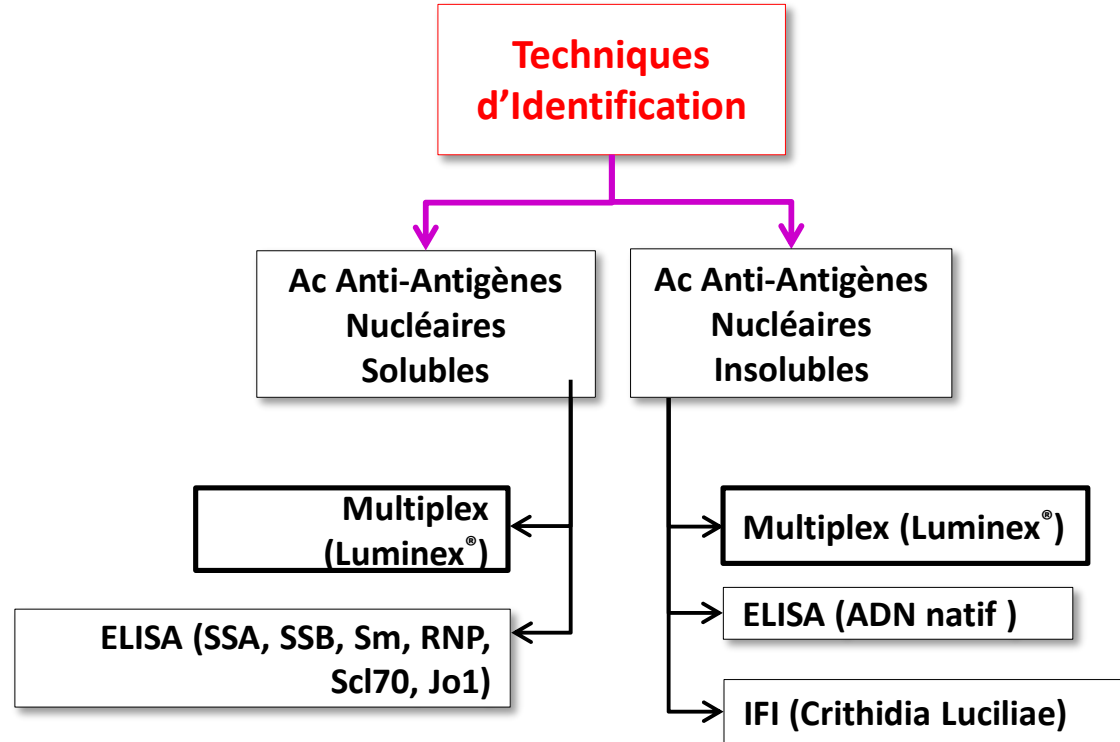 Techniques
d’Identification
Ac Anti-Antigènes
Nucléaires
Solubles
Ac Anti-Antigènes
Nucléaires
Insolubles
Multiplex
(Luminex®)
ELISA (SSA, SSB, Sm, RNP,
Scl70, Jo1)
Multiplex (Luminex®)
ELISA (ADN natif )
IFI (Crithidia Luciliae)